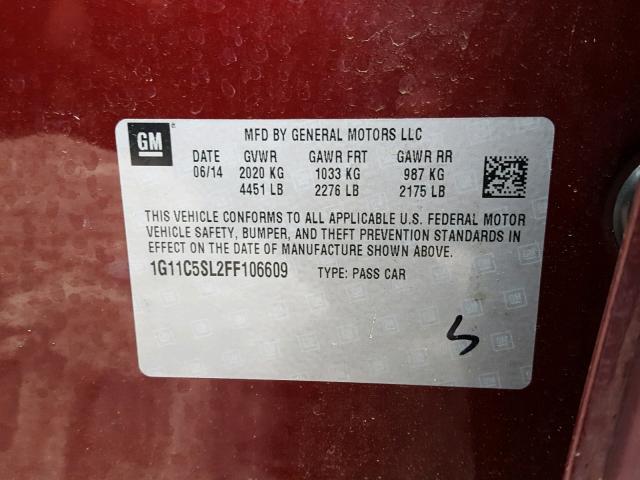 GM
MFD BY GENERAL MOTORS LLC
DATE GVWR GAWR FRT GAWR RR
06/14 2020 KG 1033 KG 987 KG
4451 LB 2276 LB 2175 LB
THIS VEHICLE CONFORMS TO ALL APPLICABLE U.S. FEDERAL MOTOR
VEHICLE SAFETY, BUMPER, AND THEFT PREVENTION STANDARDS
IN EFFECT ON THE DATE OF MANUFACTURE SHOWN ABOVE.
1G11C5SL2FF106609 TYPE: PASS CAR